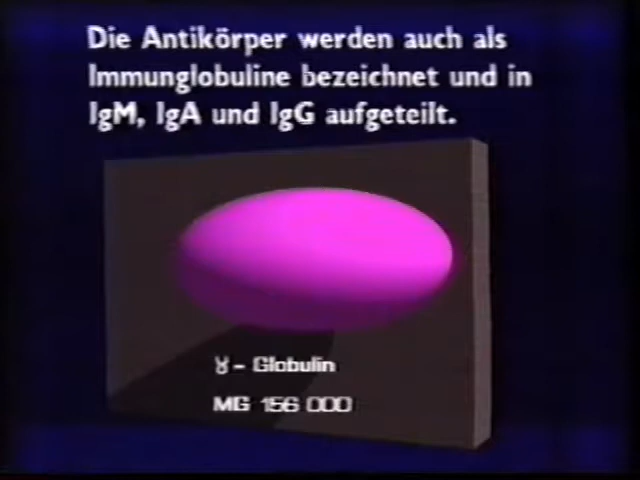 Die Antikörper werden auch als
Immunglobuline bezeichnet und in
IgM, IgA und IgG aufgeteilt.
γ - Globulin
MG 156 000